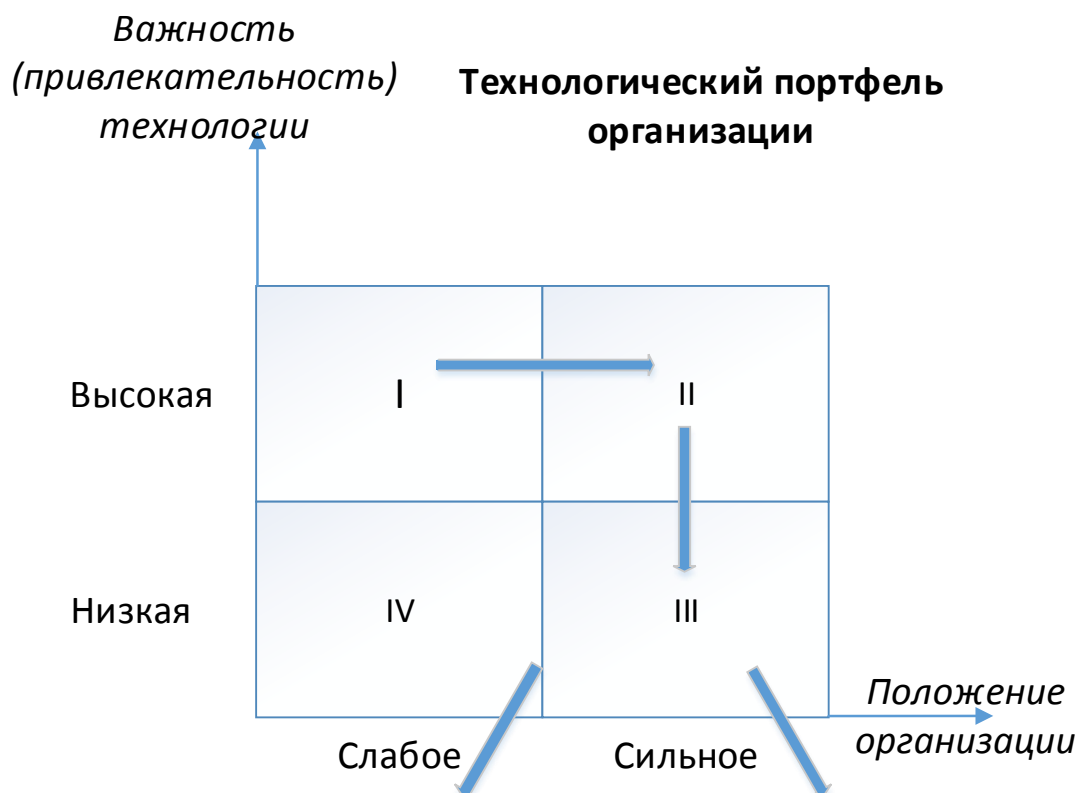 Важность
(привлекательность)
технологии
Технологический портфель
организации
Высокая
I
II
Низкая
IV
III
Слабое
Сильное
Положение
организации